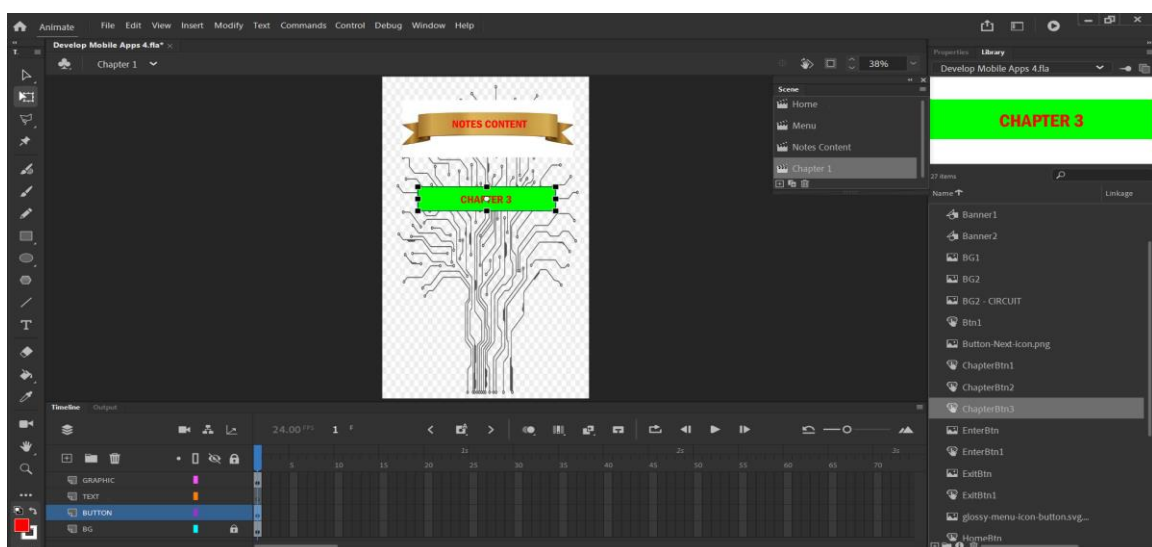 Animate File Edit View Insert Modify Text Commands Control Debug Window Help
Develop Mobile Apps 4.fla* ×
Chapter 1
38%
NOTES CONTENT
CHAPTER 3
Scene
Home
Menu
Notes Content
Chapter 1
Properties Library
Develop Mobile Apps 4.fla
CHAPTER 3
27 items
Name Linkage
Banner1
Banner2
BG1
BG2
BG2 - CIRCUIT
Btn1
Button-Next-icon.png
ChapterBtn1
ChapterBtn2
ChapterBtn3
EnterBtn
EnterBtn1
ExitBtn
ExitBtn1
glossy-menu-icon-button.svg,...
HomeBtn
Timeline Output
24.00 FPS 1 F
1s 2s 3s
5 10 15 20 25 30 35 40 45 50 55 60 65 70
GRAPHIC
TEXT
BUTTON
BG